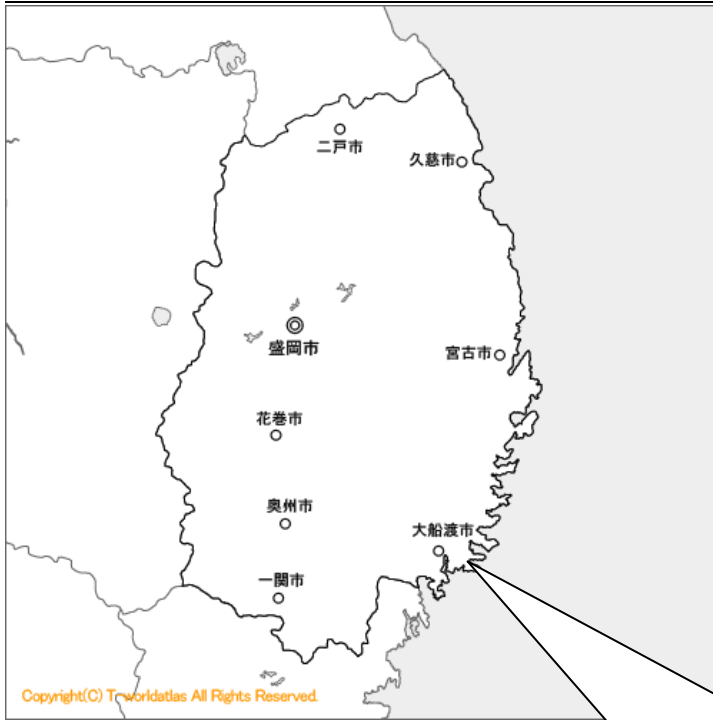 二戸市
久慈市
盛岡市
宮古市
花巻市
奥州市
大船渡市
一関市
Copyright(C) T-worldatlas All Rights Reserved.